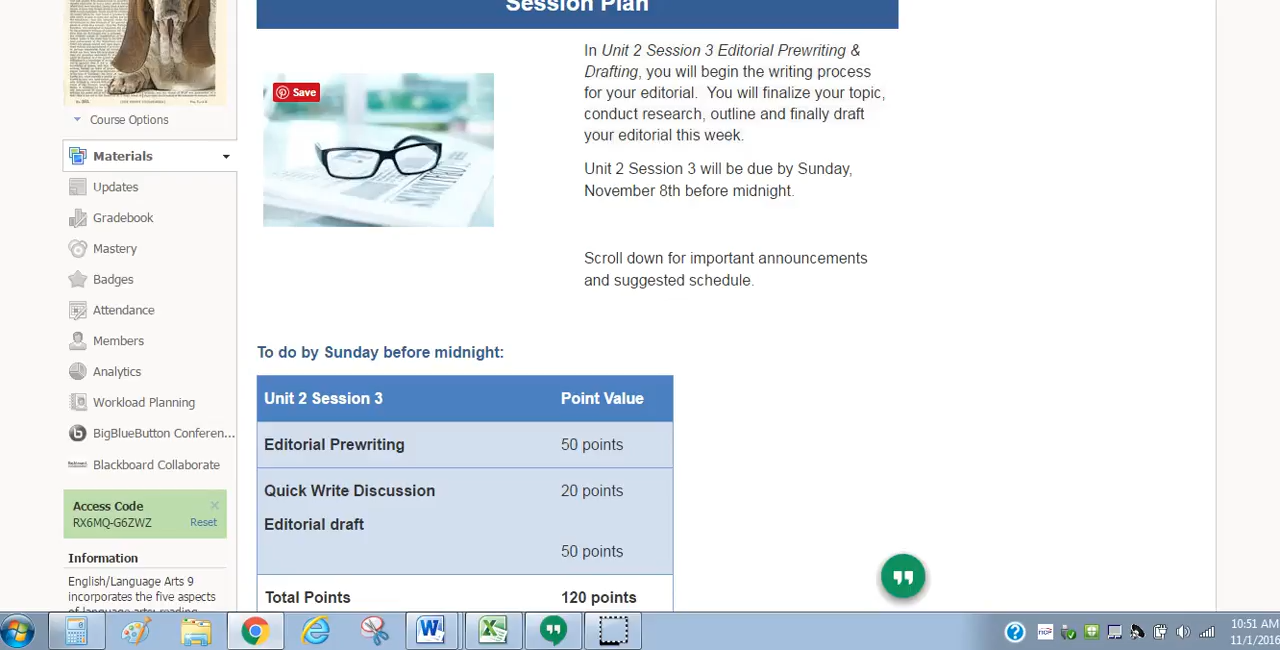 Session Plan
In Unit 2 Session 3 Editorial Prewriting &
Drafting, you will begin the writing process
for your editorial.  You will finalize your topic,
conduct research, outline and finally draft
your editorial this week.
Unit 2 Session 3 will be due by Sunday,
November 8th before midnight.
Scroll down for important announcements
and suggested schedule.
Save
To do by Sunday before midnight:
Unit 2 Session 3 Point Value
Editorial Prewriting 50 points
Quick Write Discussion 20 points
Editorial draft
50 points
Total Points 120 points
Course Options
Materials
Updates
Gradebook
Mastery
Badges
Attendance
Members
Analytics
Workload Planning
BigBlueButton Conferen...
Blackboard Collaborate
Access Code
RX6MQ-G6ZWZ Reset
Information
English/Language Arts 9
incorporates the five aspects
of language arts: reading
10:51 AM
11/1/2016